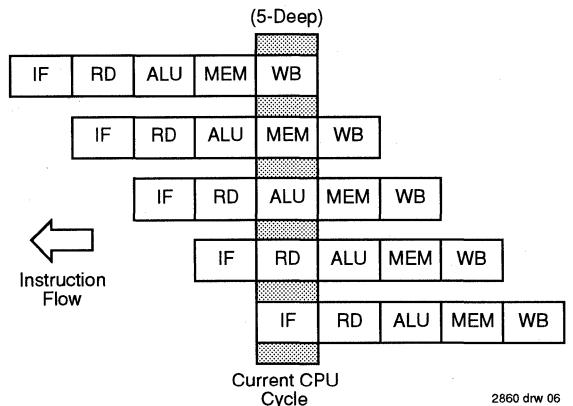 (5-Deep)
IF RD ALU MEM WB
IF RD ALU MEM WB
IF RD ALU MEM WB
IF RD ALU MEM WB
Instruction
Flow
IF RD ALU MEM WB
Current CPU
Cycle
2860 drw 06